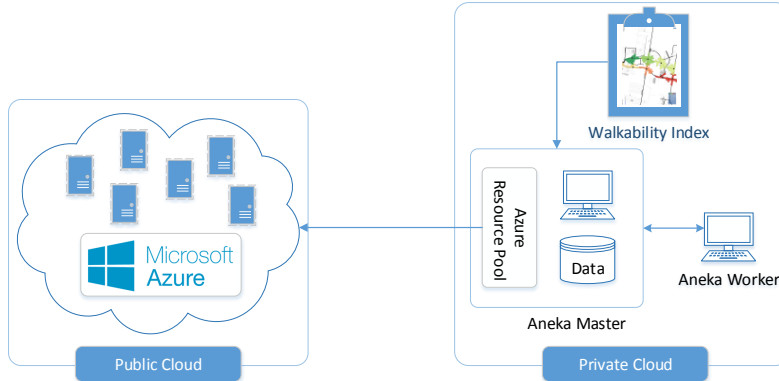 Walkability Index
Microsoft
Azure
Azure
Resource Pool
Data
Aneka Worker
Aneka Master
Public Cloud
Private Cloud